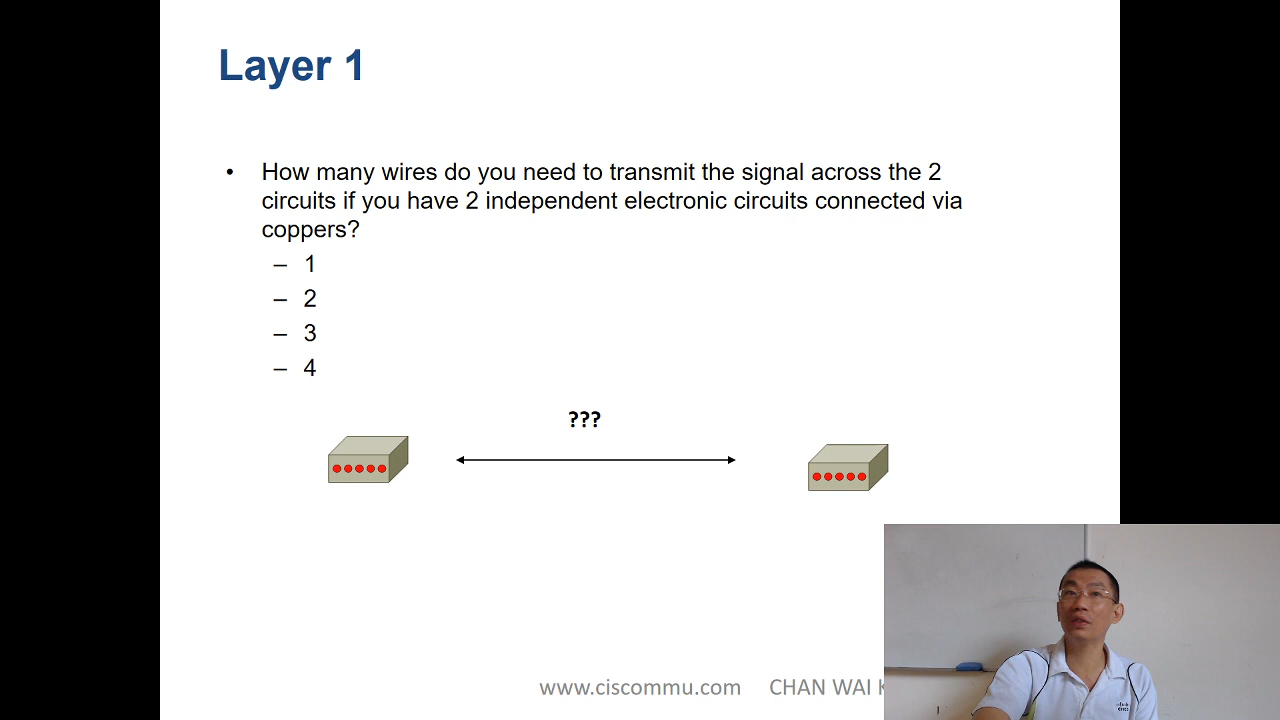 Layer 1
• How many wires do you need to transmit the signal across the 2
circuits if you have 2 independent electronic circuits connected via
coppers?
– 1
– 2
– 3
– 4
???
www.ciscommu.com CHAN WAI